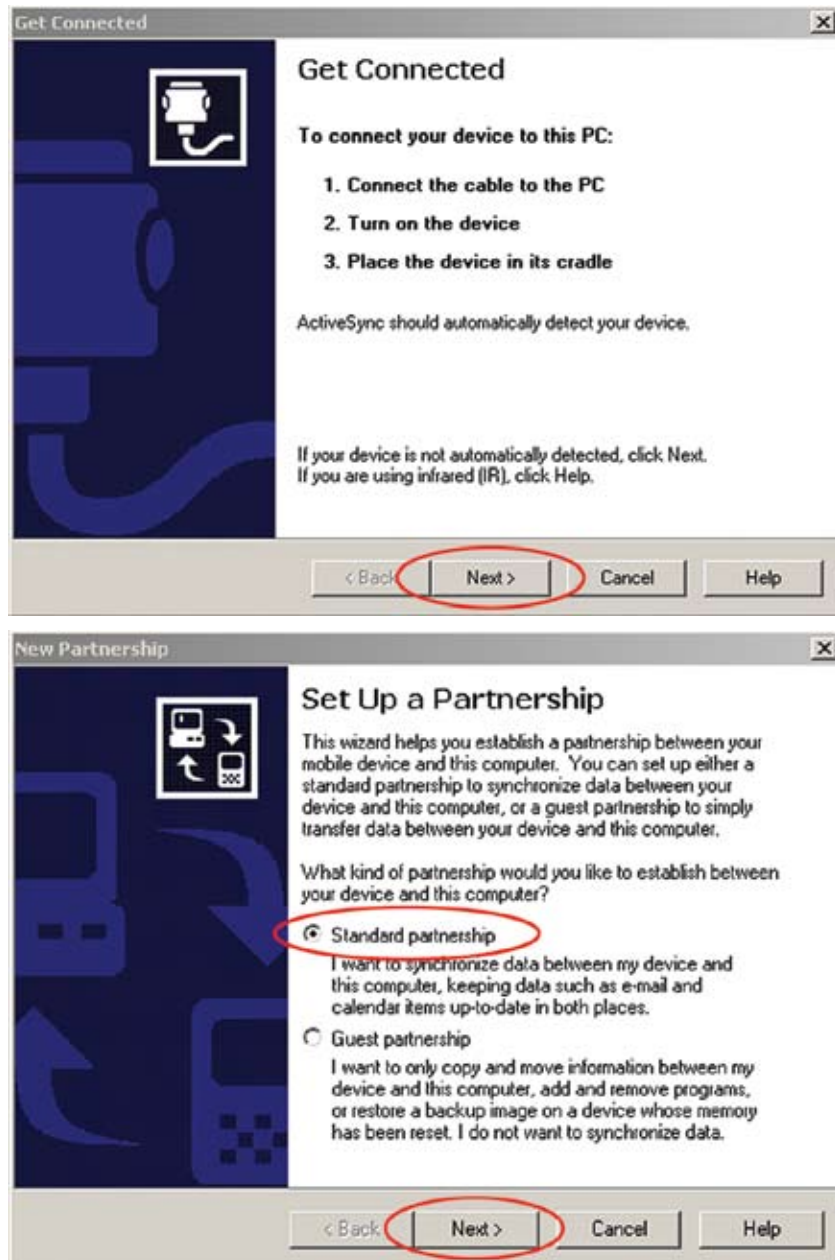 Get Connected
Get Connected
To connect your device to this PC:
1. Connect the cable to the PC
2. Turn on the device
3. Place the device in its cradle
ActiveSync should automatically detect your device.
If your device is not automatically detected, click Next.
If you are using infrared (IR), click Help.
< Back Next > Cancel Help
New Partnership
Set Up a Partnership
This wizard helps you establish a partnership between your
mobile device and this computer. You can set up either a
standard partnership to synchronize data between your
device and this computer, or a guest partnership to simply
transfer data between your device and this computer.
What kind of partnership would you like to establish between
your device and this computer?
Standard partnership
I want to synchronize data between my device and
this computer, keeping data such as e-mail and
calendar items up-to-date in both places.
Guest partnership
I want to only copy and move information between my
device and this computer, add and remove programs,
or restore a backup image on a device whose memory
has been reset. I do not want to synchronize data.
< Back Next > Cancel Help